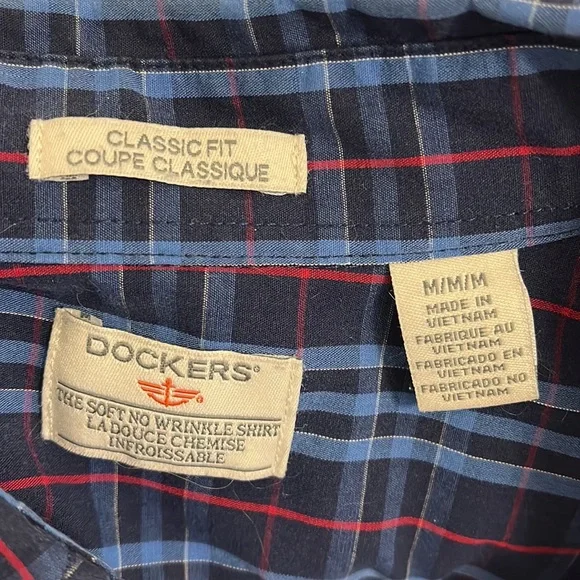 CLASSIC FIT
COUPE CLASSIQUE
DOCKERS®
THE SOFT NO WRINKLE SHIRT
LA DOUCE CHEMISE
INFROISSABLE
M/M/M
MADE IN
VIETNAM
FABRIQUE AU
VIETNAM
FABRICADO EN
VIETNAM
FABRICADO NO
VIETNAM